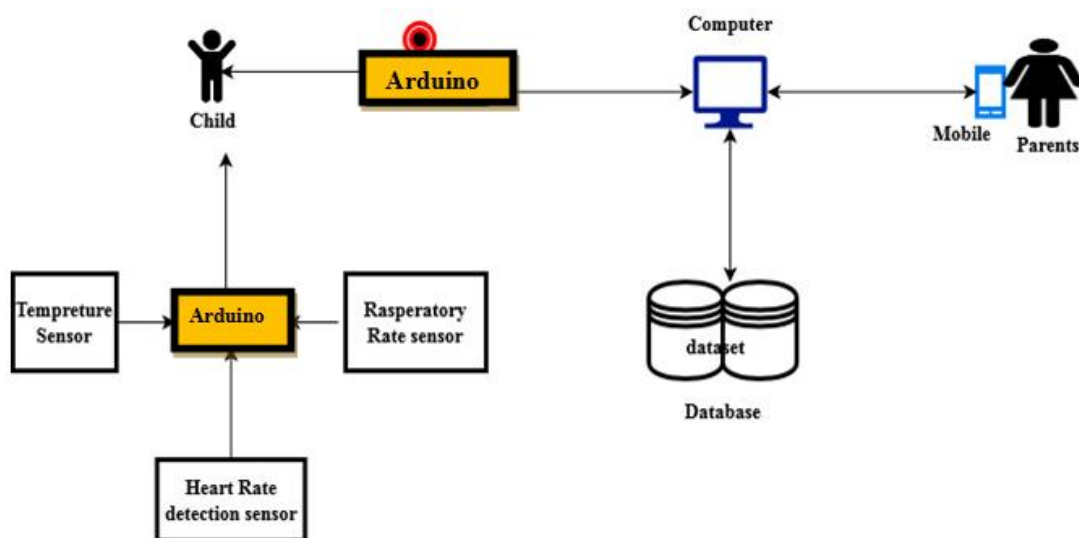 Computer
Arduino
Child
Mobile
Parents
Tempreture
Sensor
Arduino
Rasperatory
Rate sensor
dataset
Database
Heart Rate
detection sensor